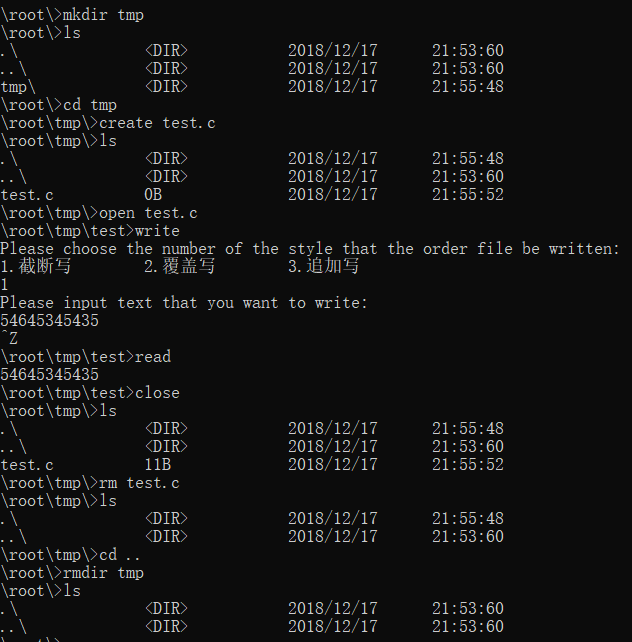 \root\>mkdir tmp
\root\>ls
.\ <DIR> 2018/12/17 21:53:60
..\ <DIR> 2018/12/17 21:53:60
tmp\ <DIR> 2018/12/17 21:55:48
\root\>cd tmp
\root\tmp\>create test.c
\root\tmp\>ls
.\ <DIR> 2018/12/17 21:55:48
..\ <DIR> 2018/12/17 21:53:60
test.c 0B 2018/12/17 21:55:52
\root\tmp\>open test.c
\root\tmp\test>write
Please choose the number of the style that the order file be wnitten:
1.截断写 2.覆盖写 3.追加写
1
Please input text that you want to write:
54645345435
^Z
\root\tmp\test>read
54645345435
\root\tmp\test>close
\root\tmp\>ls
.\ <DIR> 2018/12/17 21:55:48
..\ <DIR> 2018/12/17 21:53:60
test.c 11B 2018/12/17 21:55:52
\root\tmp\>rm test.c
\root\tmp\>ls
.\ <DIR> 2018/12/17 21:55:48
..\ <DIR> 2018/12/17 21:53:60
\root\tmp\>cd ..
\root\>rmdir tmp
\root\>ls
.\ <DIR> 2018/12/17 21:53:60
..\ <DIR> 2018/12/17 21:53:60